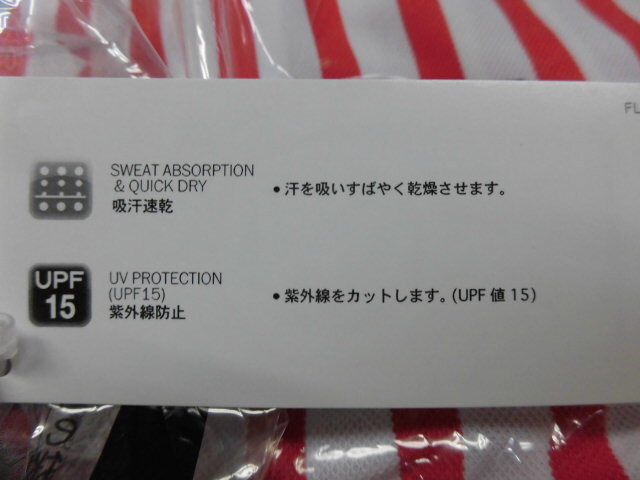 FL
SWEAT ABSORPTION
& QUICK DRY
吸汗速乾
•汗を吸いすばやく乾燥させます。
UPF
15
UV PROTECTION
(UPF15)
紫外線防止
•紫外線をカットします。(UPF 値 15)